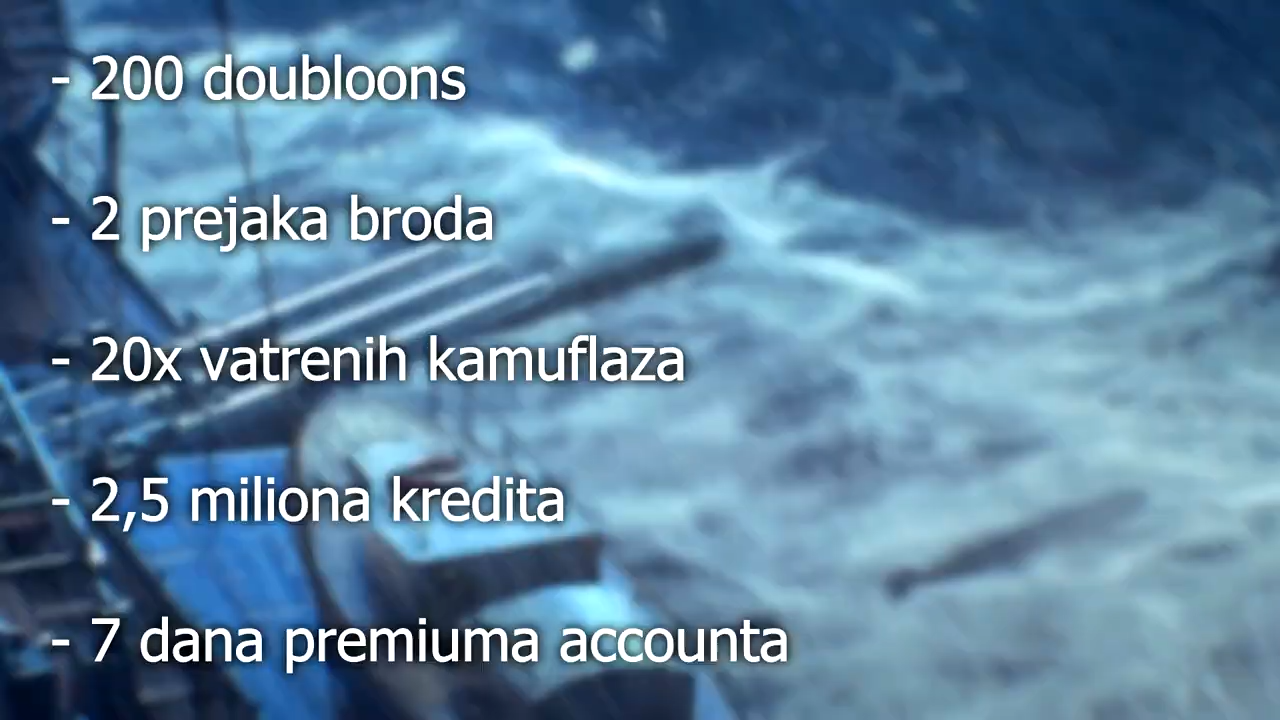 - 200 doubloons
- 2 prejaka broda
- 20x vatrenih kamuflaza
- 2,5 miliona kredita
- 7 dana premiuma accounta